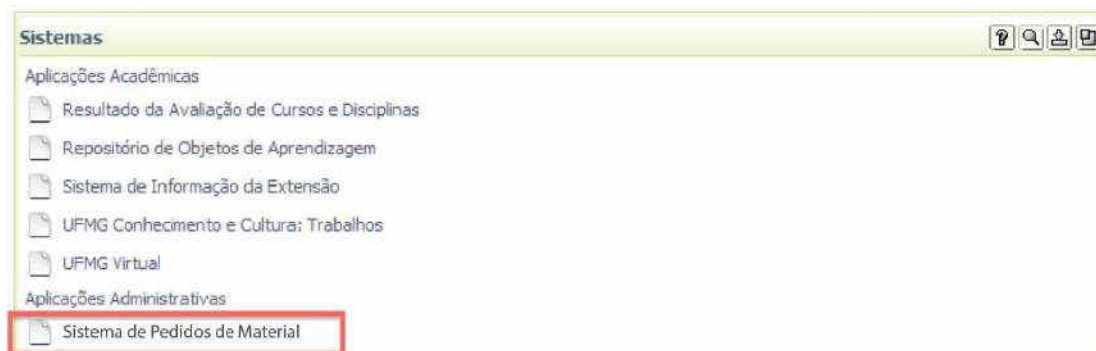 Sistemas
Aplicações Acadêmicas
Resultado da Avaliação de Cursos e Disciplinas
Repositório de Objetos de Aprendizagem
Sistema de Informação da Extensão
UFMG Conhecimento e Cultura: Trabalhos
UFMG Virtual
Aplicações Administrativas
Sistema de Pedidos de Material